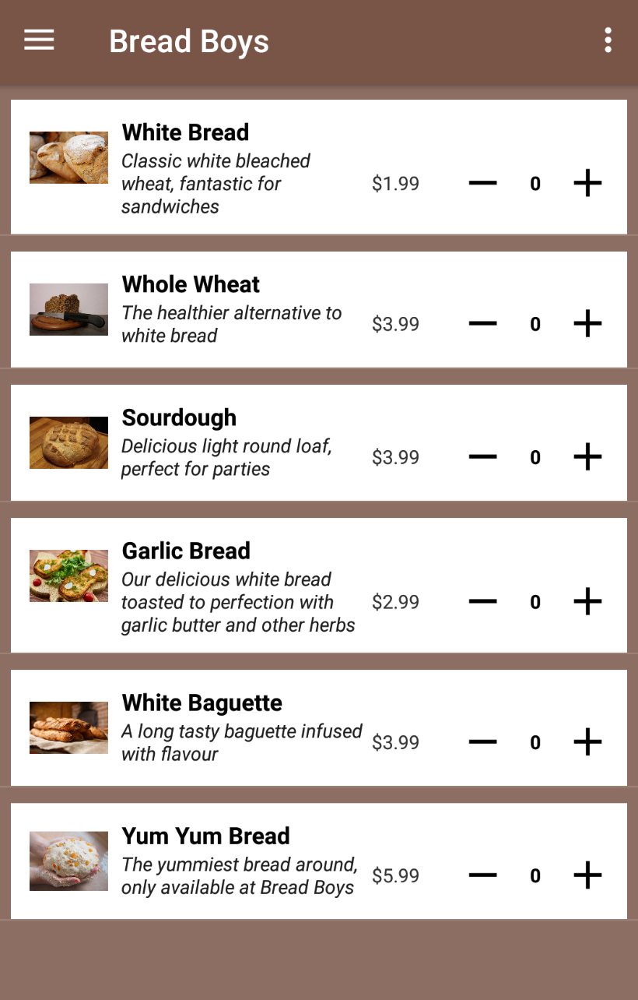 Bread Boys
White Bread
Classic white bleached
wheat, fantastic for
sandwiches
$1.99
0
Whole Wheat
The healthier alternative to
white bread
$3.99
0
Sourdough
Delicious light round loaf,
perfect for parties
$3.99
0
Garlic Bread
Our delicious white bread
toasted to perfection with
garlic butter and other herbs
$2.99
0
White Baguette
A long tasty baguette infused
with flavour
$3.99
0
Yum Yum Bread
The yummiest bread around,
only available at Bread Boys
$5.99
0